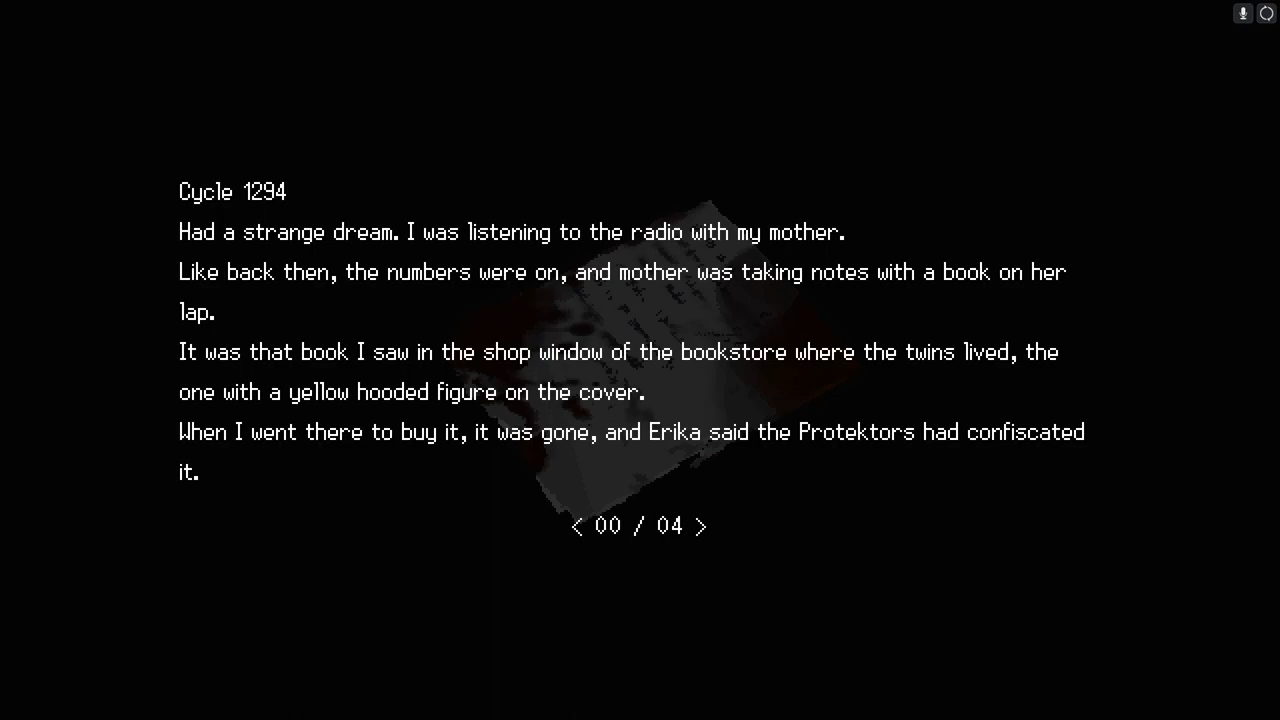 Cycle 1294
Had a strange dream. I was listening to the radio with my mother.
Like back then, the numbers were on, and mother was taking notes with a book on her
lap.
It was that book I saw in the shop window of the bookstore where the twins lived, the
one with a yellow hooded figure on the cover.
When I went there to buy it, it was gone, and Erika said the Protektors had confiscated
it.
< 00 / 04 >